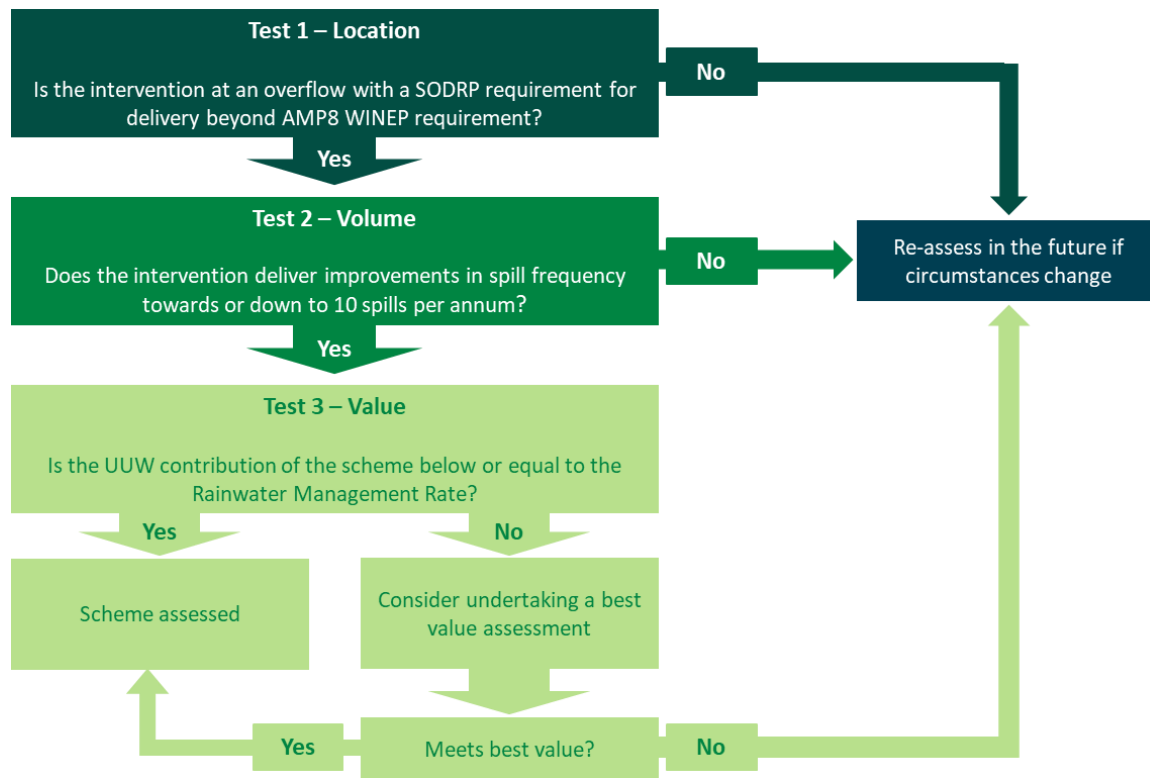 Test 1 – Location
No
Is the intervention at an overflow with a SODRP requirement for
delivery beyond AMP8 WINEP requirement?
Yes
Test 2 – Volume
No
Does the intervention deliver improvements in spill frequency
towards or down to 10 spills per annum?
Re-assess in the future if
circumstances change
Yes
Test 3 – Value
Is the UUW contribution of the scheme below or equal to the
Rainwater Management Rate?
Yes
No
Scheme assessed
Consider undertaking a best
value assessment
Yes
Meets best value?
No